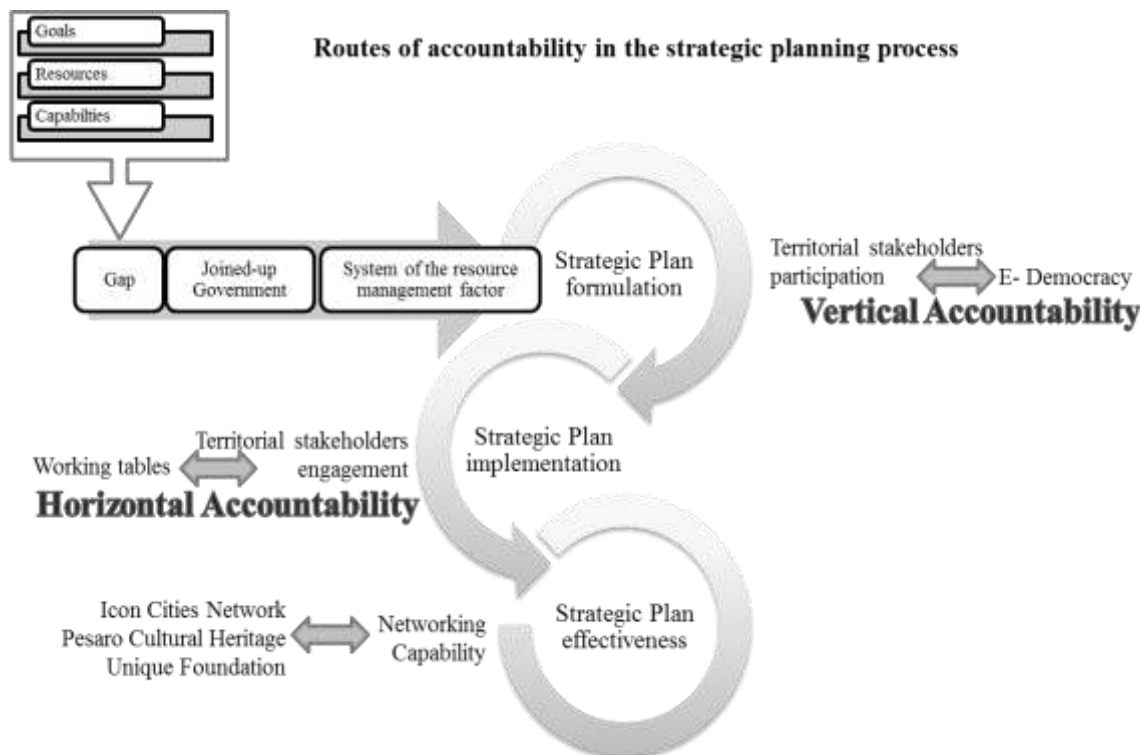 Goals
Resources
Capabilties
Routes of accountability in the strategic planning process
Gap
Joined-up
Government
System of the resource
management factor
Strategic Plan
formulation
Territorial stakeholders
participation
E- Democracy
Vertical Accountability
Strategic Plan
implementation
Territorial stakeholders
engagement
Working tables
Horizontal Accountability
Strategic Plan
effectiveness
Icon Cities Network
Pesaro Cultural Heritage
Unique Foundation
Networking
Capability